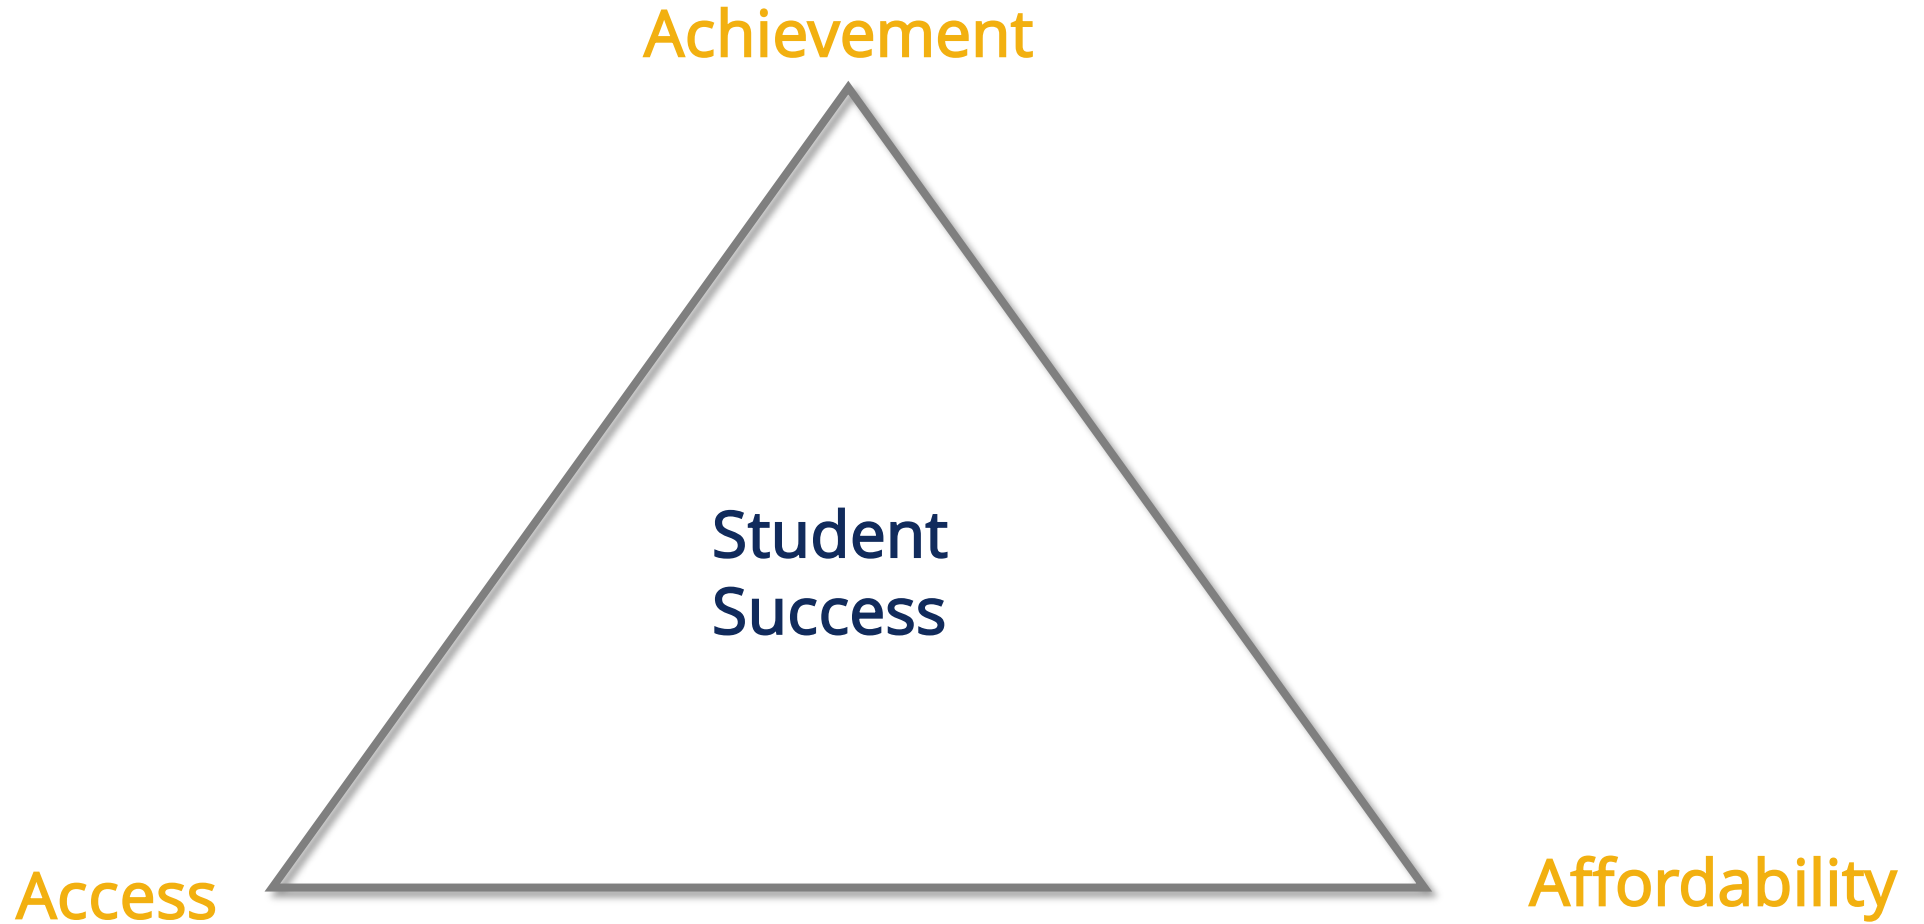 Achievement
Student
Success
Access
Affordability